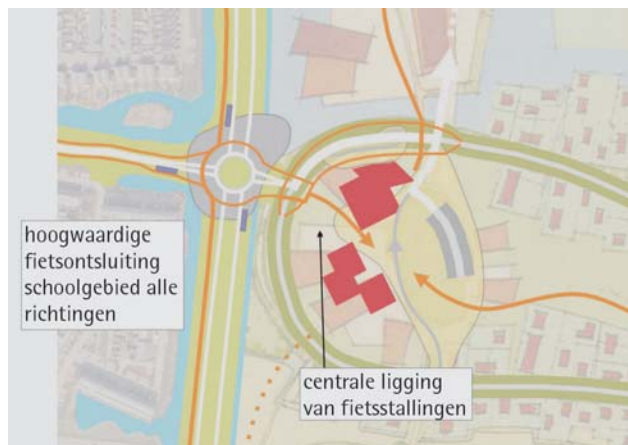 hoogwaardige
fietsontsluiting
schoolgebied alle
richtingen
centrale ligging
van fietsstallingen